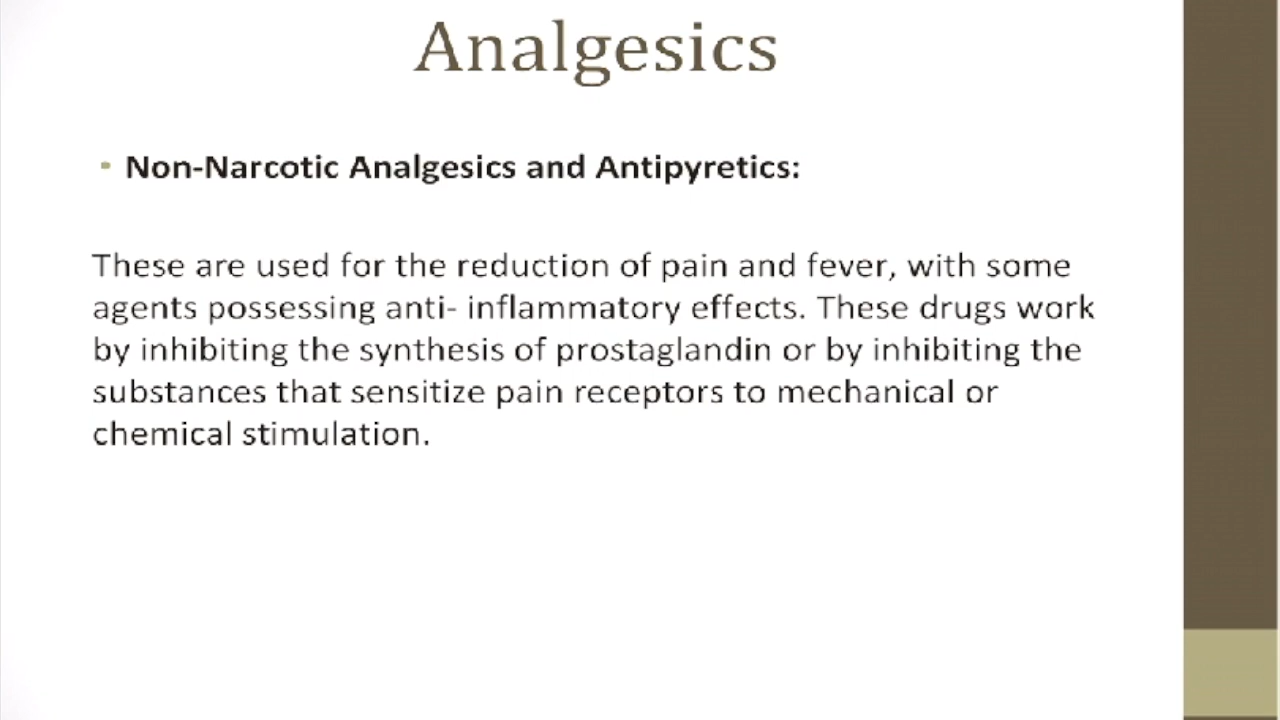 Analgesics
• Non-Narcotic Analgesics and Antipyretics:
These are used for the reduction of pain and fever, with some
agents possessing anti- inflammatory effects. These drugs work
by inhibiting the synthesis of prostaglandin or by inhibiting the
substances that sensitize pain receptors to mechanical or
chemical stimulation.